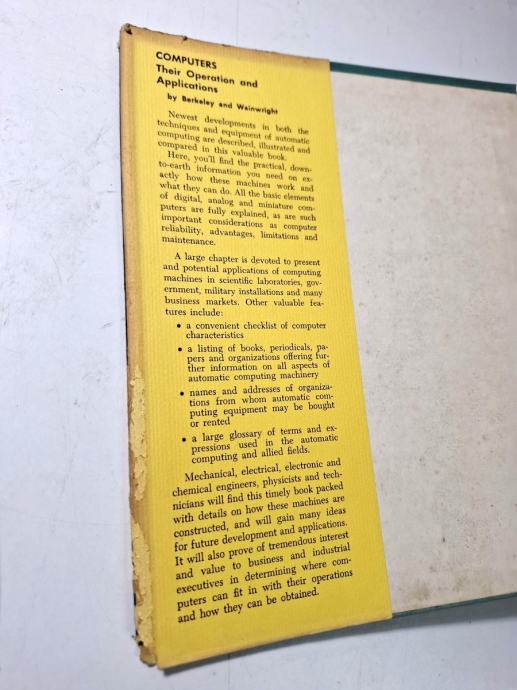 COMPUTERS
Their Operation and
Applications
by Berkeley and Wainwright
Newest developments in both the
techniques and equipment of automatic
computing are described, illustrated and
compared in this valuable book.
Here, you'll find the practical, down-
to-earth information you need on ex-
actly how these machines work and
what they can do. All the basic elements
of digital, analog and miniature com-
puters are fully explained, as are such
important considerations as computer
reliability, advantages, limitations and
maintenance.
A large chapter is devoted to present
and potential applications of computing
machines in scientific laboratories, gov-
ernment, military installations and many
business markets. Other valuable fea-
tures include:
• a convenient checklist of computer
characteristics
• a listing of books, periodicals, pa-
pers and organizations offering fur-
ther information on all aspects of
automatic computing machinery
• names and addresses of organiza-
tions from whom automatic com-
puting equipment may be bought
or rented
• a large glossary of terms and ex-
pressions used in the automatic
computing and allied fields.
Mechanical, electrical, electronic and
chemical engineers, physicists and tech-
nicians will find this timely book packed
with details on how these machines are
constructed, and will gain many ideas
for future development and applications.
It will also prove of tremendous interest
and value to business and industrial
executives in determining where com-
puters can fit in with their operations
and how they can be obtained.